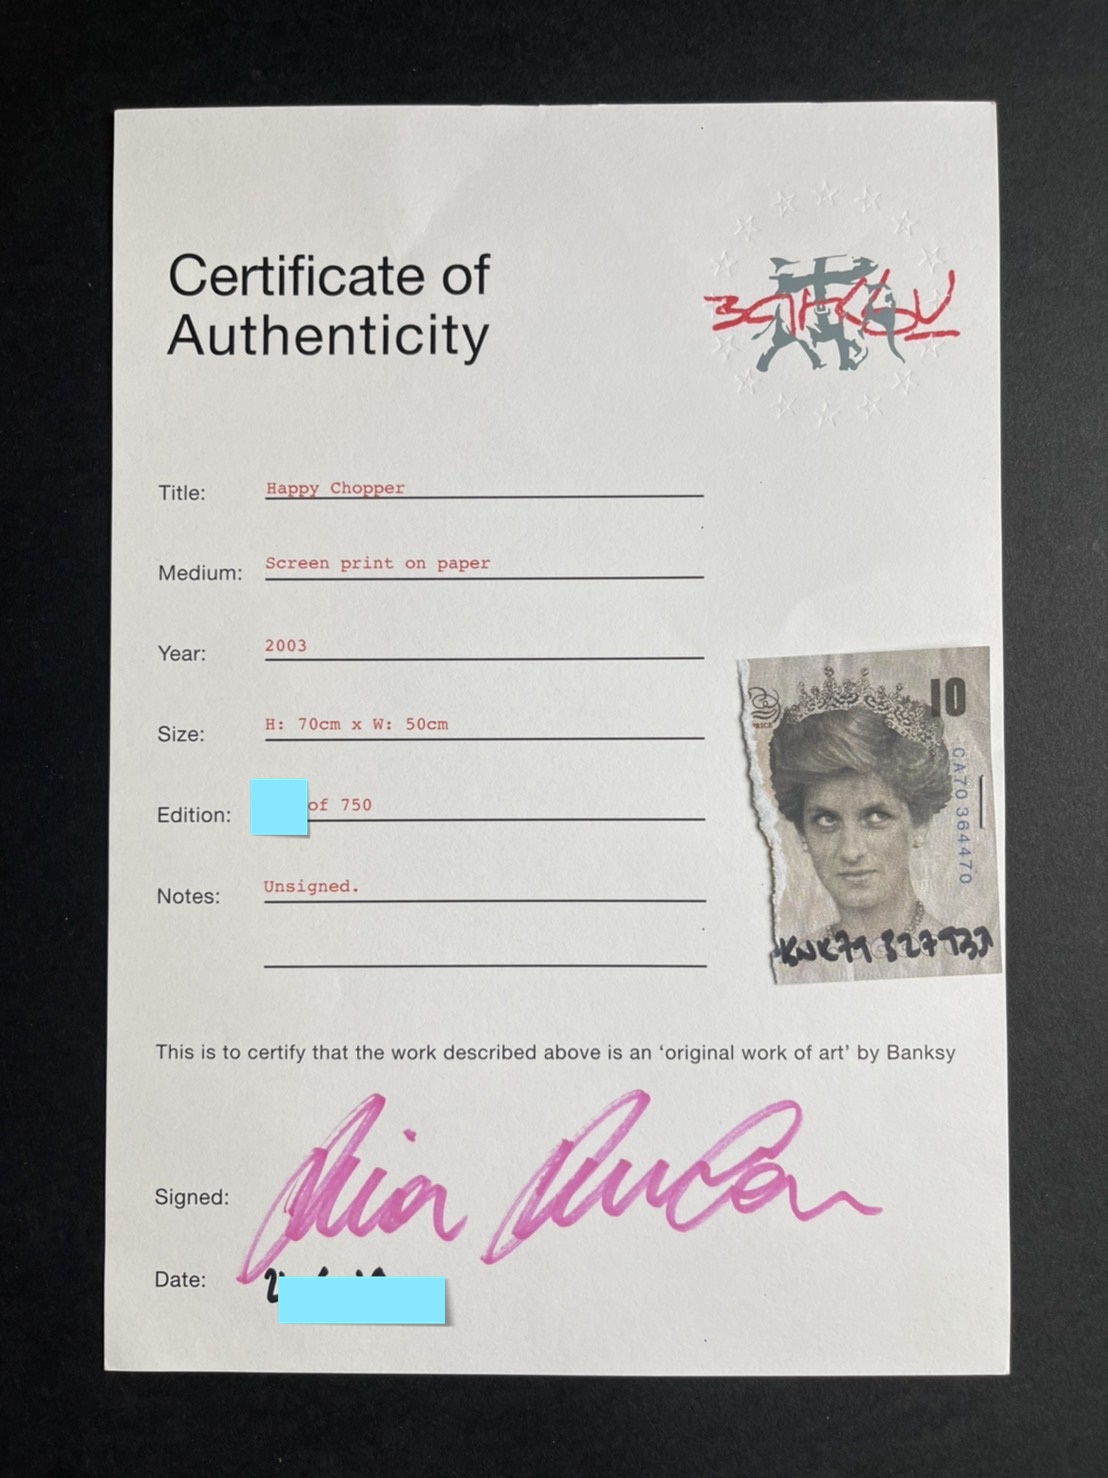 Certificate of
Authenticity
BANKSY
Title: Happy Chopper
Medium: Screen print on paper
Year: 2003
Size: H: 70cm x W: 50cm
Edition: of 750
Notes: Unsigned.
10
CA70 364470
This is to certify that the work described above is an ‘original work of art’ by Banksy
Signed:
Date: